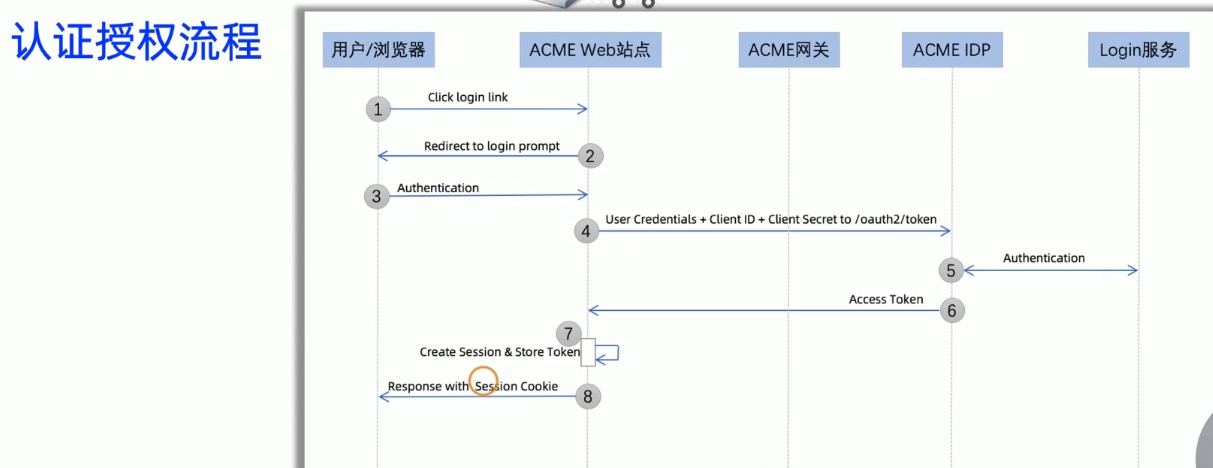 认证授权流程
用户/浏览器
ACME Web站点
ACME网关
ACME IDP
Login服务
1
Click login link
Redirect to login prompt
2
3
Authentication
4
User Credentials + Client ID + Client Secret to /oauth2/token
5
Authentication
Access Token
6
7
Create Session & Store Token
Response with Session Cookie
8